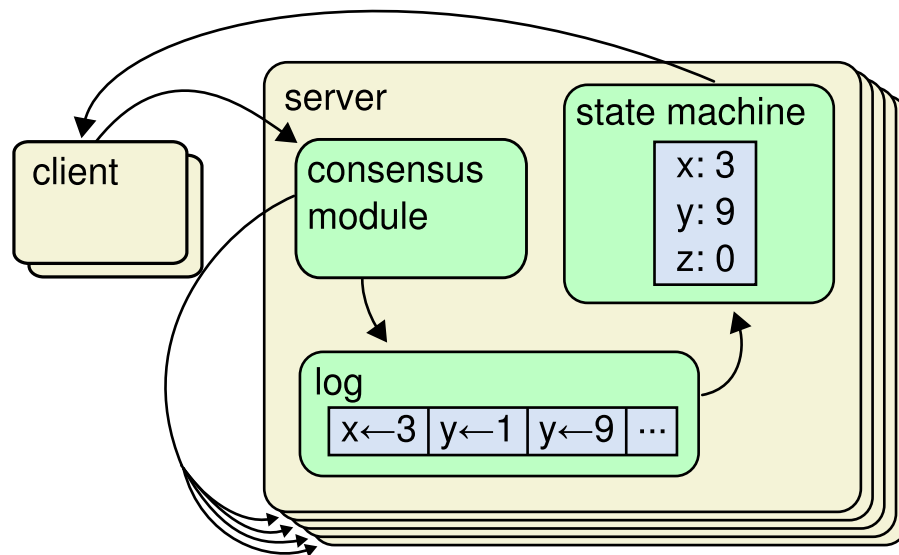 server
state machine
client
consensus
module
x: 3
y: 9
z: 0
log
x←3 y←1 y←9 ...